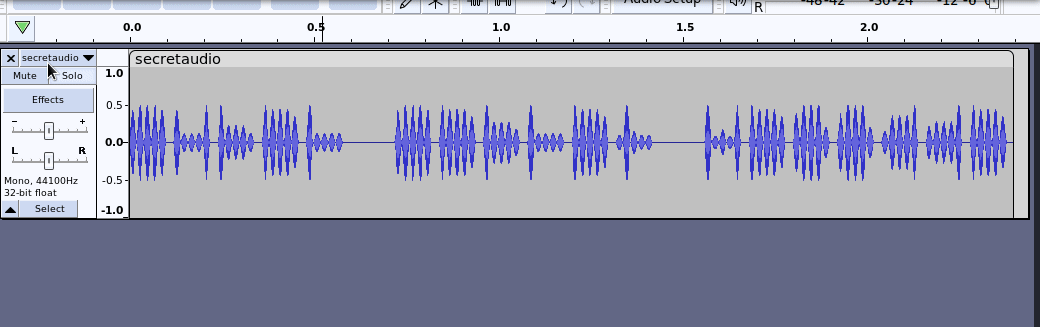 Audio Setup
R
-48 -42 -30 -24 -12 -6 0
0.0 0.5 1.0 1.5 2.0
secretaudio
secretaudio
Mute Solo
Effects
- +
L R
Mono, 44100Hz
32-bit float
Select
1.0
0.5
0.0
-0.5
-1.0